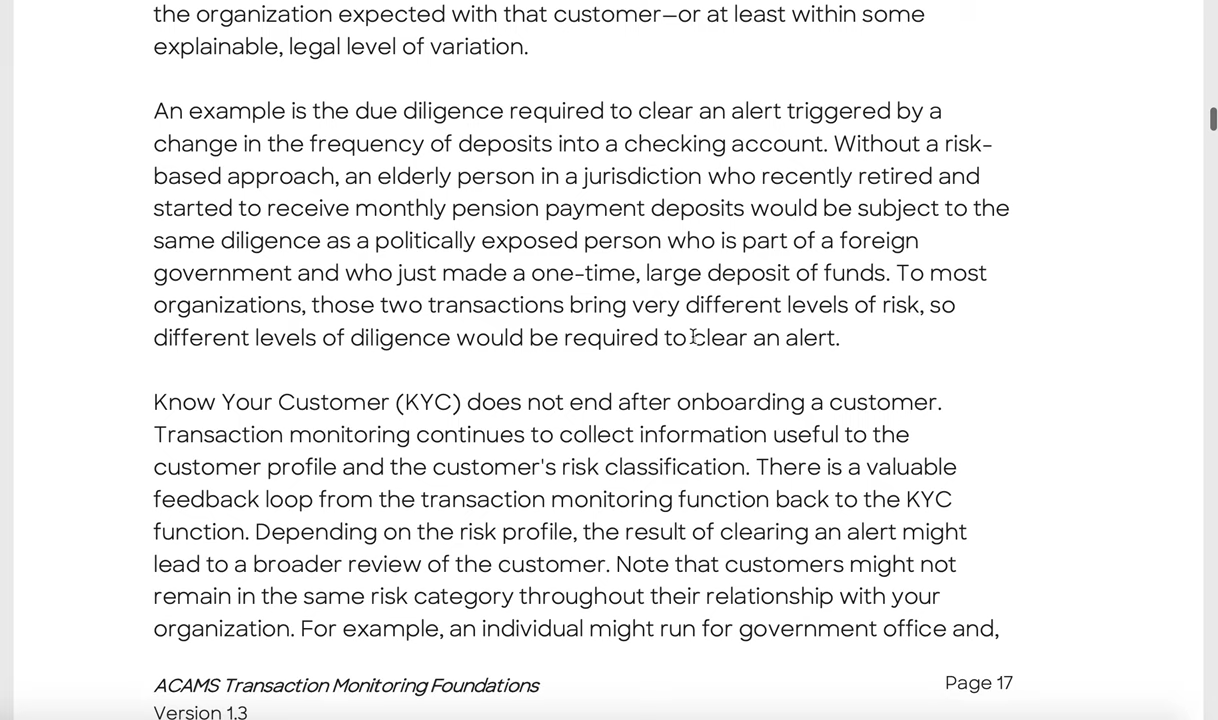 the organization expected with that customer—or at least within some
explainable, legal level of variation.
An example is the due diligence required to clear an alert triggered by a
change in the frequency of deposits into a checking account. Without a risk-
based approach, an elderly person in a jurisdiction who recently retired and
started to receive monthly pension payment deposits would be subject to the
same diligence as a politically exposed person who is part of a foreign
government and who just made a one-time, large deposit of funds. To most
organizations, those two transactions bring very different levels of risk, so
different levels of diligence would be required to clear an alert.
Know Your Customer (KYC) does not end after onboarding a customer.
Transaction monitoring continues to collect information useful to the
customer profile and the customer's risk classification. There is a valuable
feedback loop from the transaction monitoring function back to the KYC
function. Depending on the risk profile, the result of clearing an alert might
lead to a broader review of the customer. Note that customers might not
remain in the same risk category throughout their relationship with your
organization. For example, an individual might run for government office and,
ACAMS Transaction Monitoring Foundations
Page 17
Version 1.3